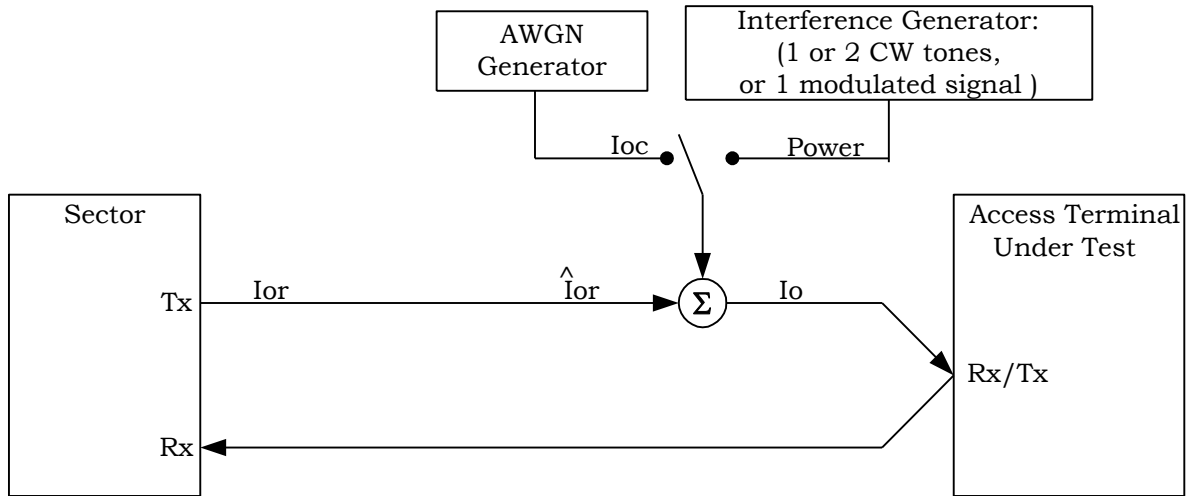 AWGN
Generator
Interference Generator:
(1 or 2 CW tones,
or 1 modulated signal )
Ioc
Power
Sector
Access Terminal
Under Test
Tx
Ior
^
Ior
Σ
Io
Rx/Tx
Rx